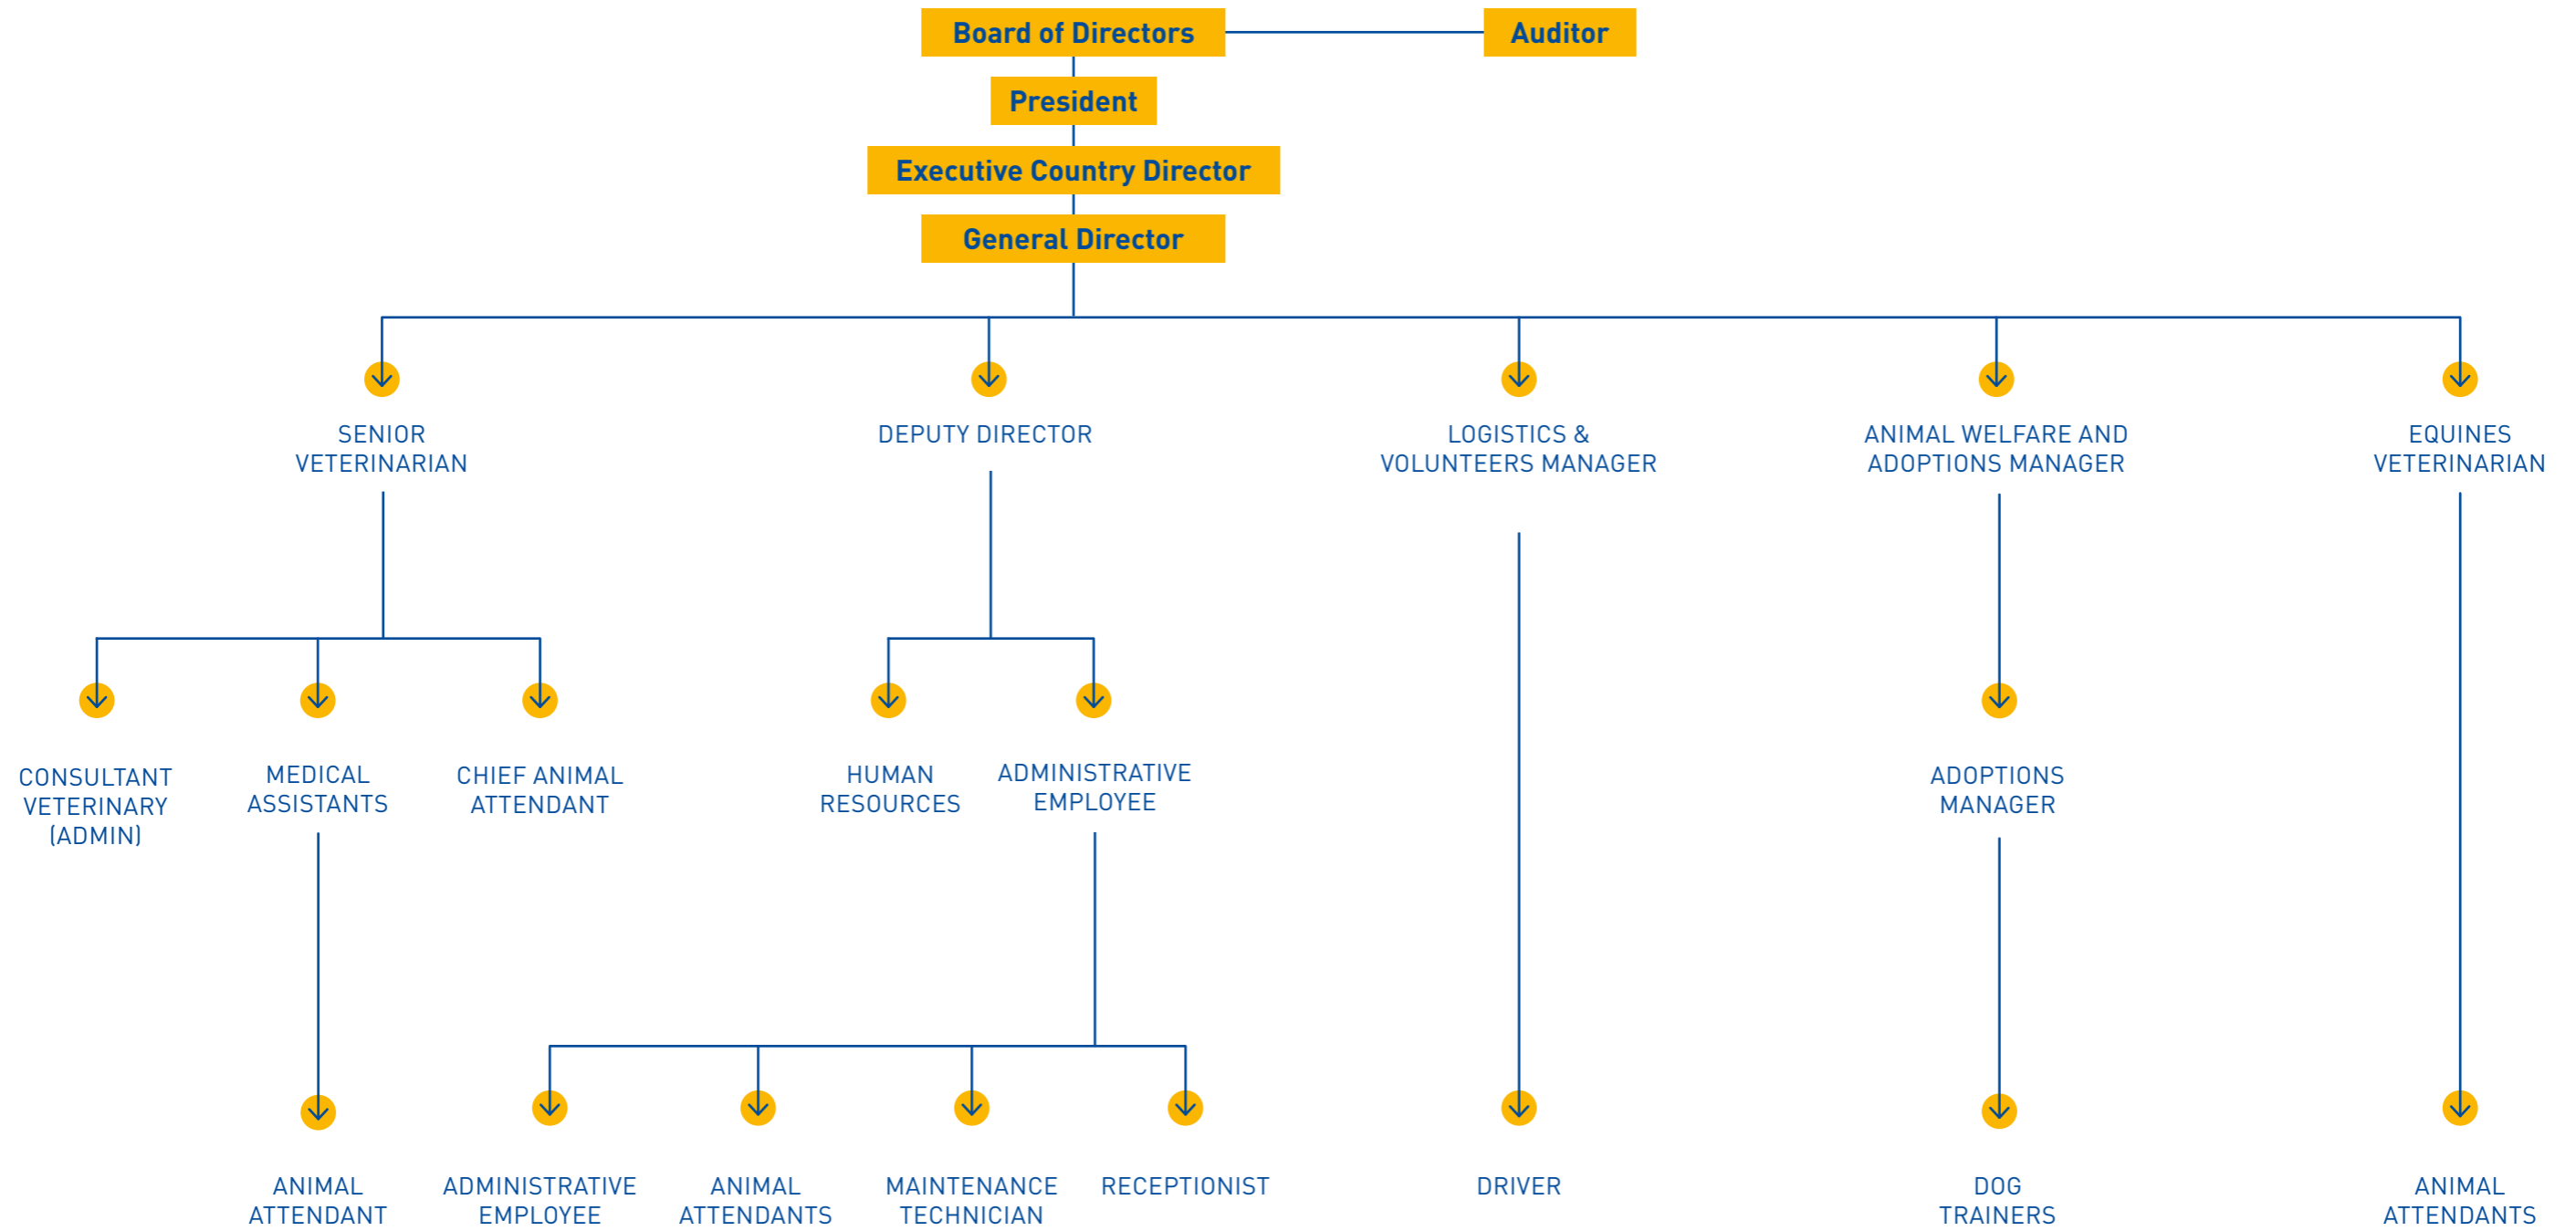 Board of Directors
Auditor
President
Executive Country Director
General Director
SENIOR
VETERINARIAN
DEPUTY DIRECTOR
LOGISTICS &
VOLUNTEERS MANAGER
ANIMAL WELFARE AND
ADOPTIONS MANAGER
EQUINES
VETERINARIAN
CONSULTANT
VETERINARY
(ADMIN)
MEDICAL
ASSISTANTS
CHIEF ANIMAL
ATTENDANT
HUMAN
RESOURCES
ADMINISTRATIVE
EMPLOYEE
ADOPTIONS
MANAGER
ANIMAL
ATTENDANT
ADMINISTRATIVE
EMPLOYEE
ANIMAL
ATTENDANTS
MAINTENANCE
TECHNICIAN
RECEPTIONIST
DRIVER
DOG
TRAINERS
ANIMAL
ATTENDANTS